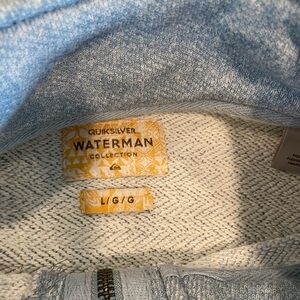 QUIKSILVER
WATERMAN
COLLECTION
L/G/G